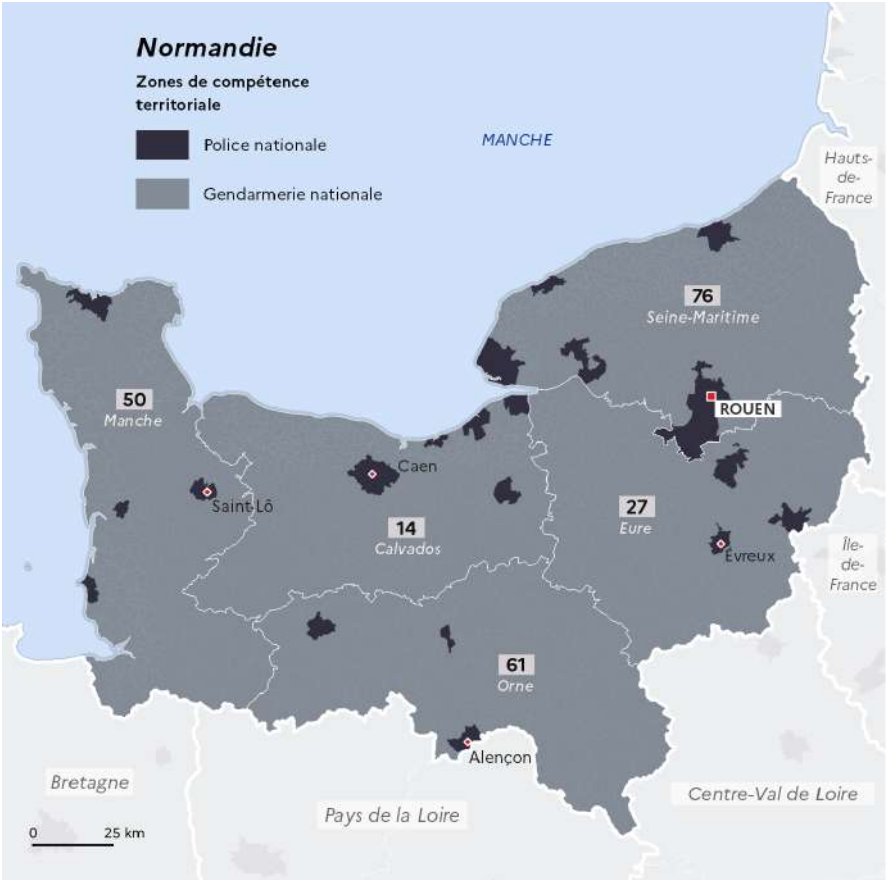 Normandie
Zones de compétence
territoriale
Police nationale
Gendarmerie nationale
MANCHE
Hauts-
de-
France
76
Seine-Maritime
50
Manche
ROUEN
Caen
Saint-Lô
27
Eure
14
Calvados
Évreux
Île-
de-
France
61
Orne
Alençon
Bretagne
Pays de la Loire
Centre-Val de Loire
0 25 km